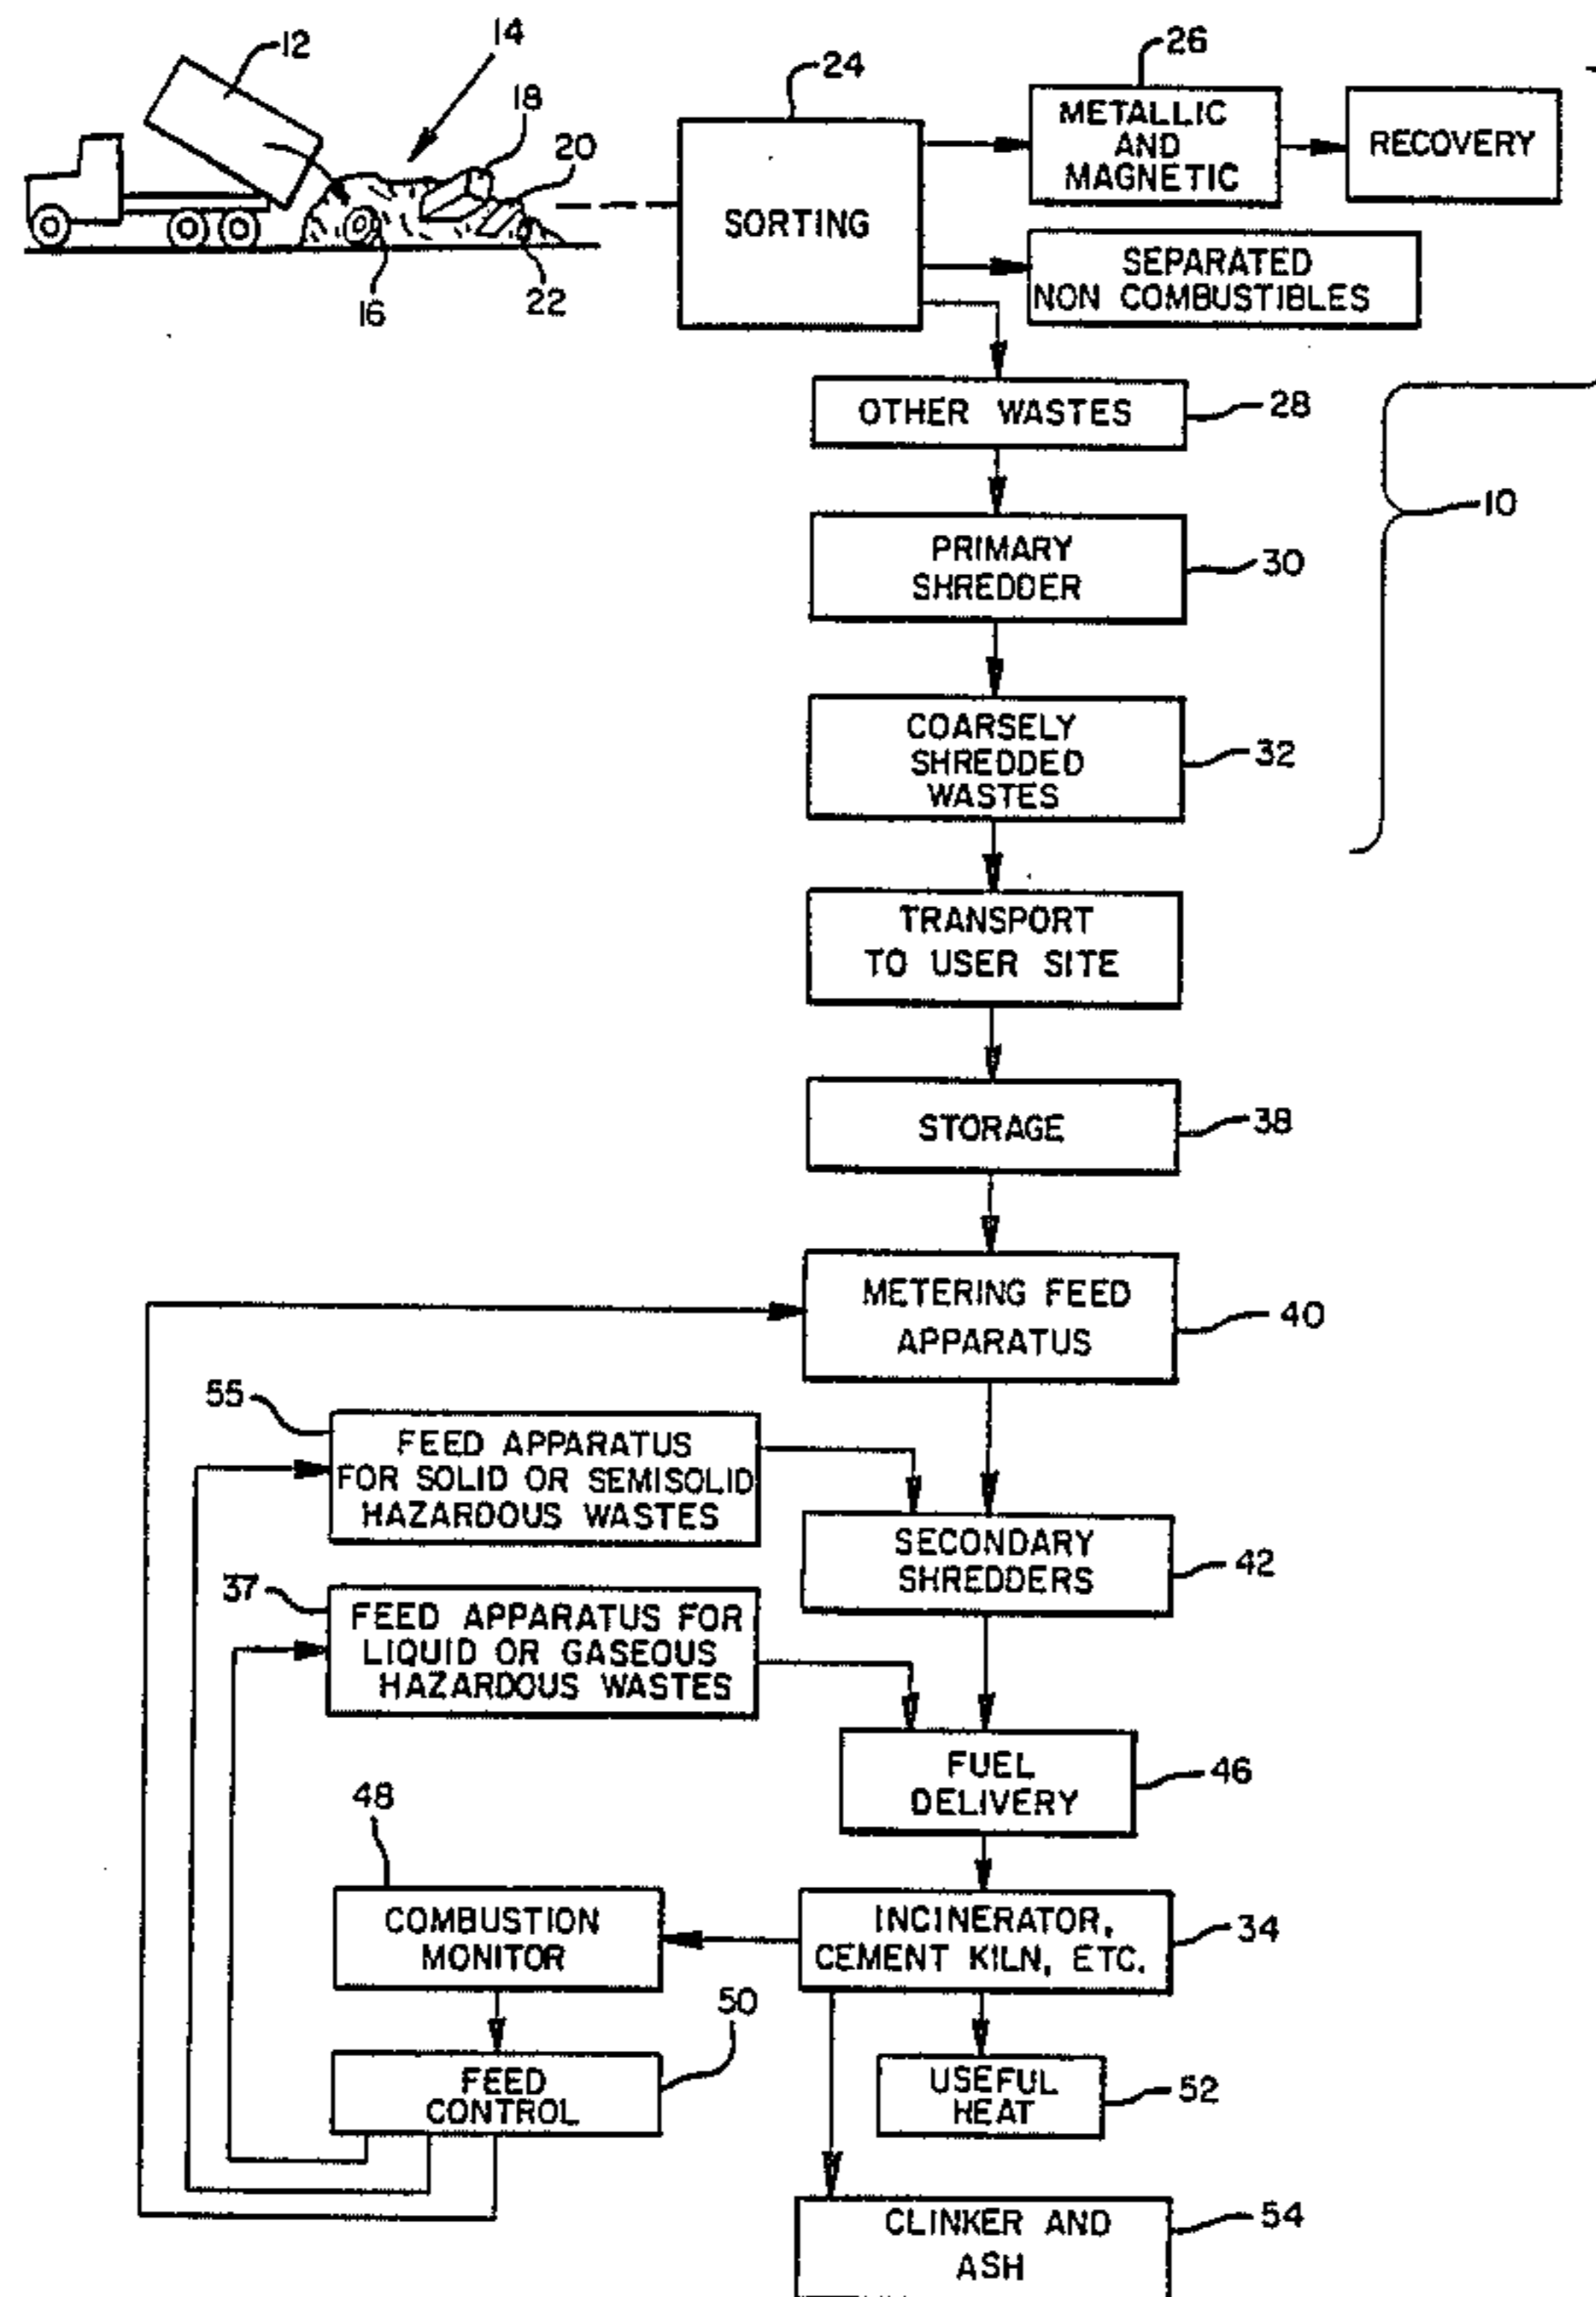 12
14
18
20
16
22
24
SORTING
26
METALLIC
AND
MAGNETIC
RECOVERY
SEPARATED
NON COMBUSTIBLES
OTHER WASTES
28
10
PRIMARY
SHREDDER
30
COARSELY
SHREDDED
WASTES
32
TRANSPORT
TO USER SITE
STORAGE
38
METERING FEED
APPARATUS
40
55
FEED APPARATUS
FOR SOLID OR SEMISOLID
HAZARDOUS WASTES
SECONDARY
SHREDDERS
42
37
FEED APPARATUS FOR
LIQUID OR GASEOUS
HAZARDOUS WASTES
FUEL
DELIVERY
46
48
COMBUSTION
MONITOR
INCINERATOR,
CEMENT KILN, ETC.
34
50
FEED
CONTROL
USEFUL
HEAT
52
CLINKER AND
ASH
54